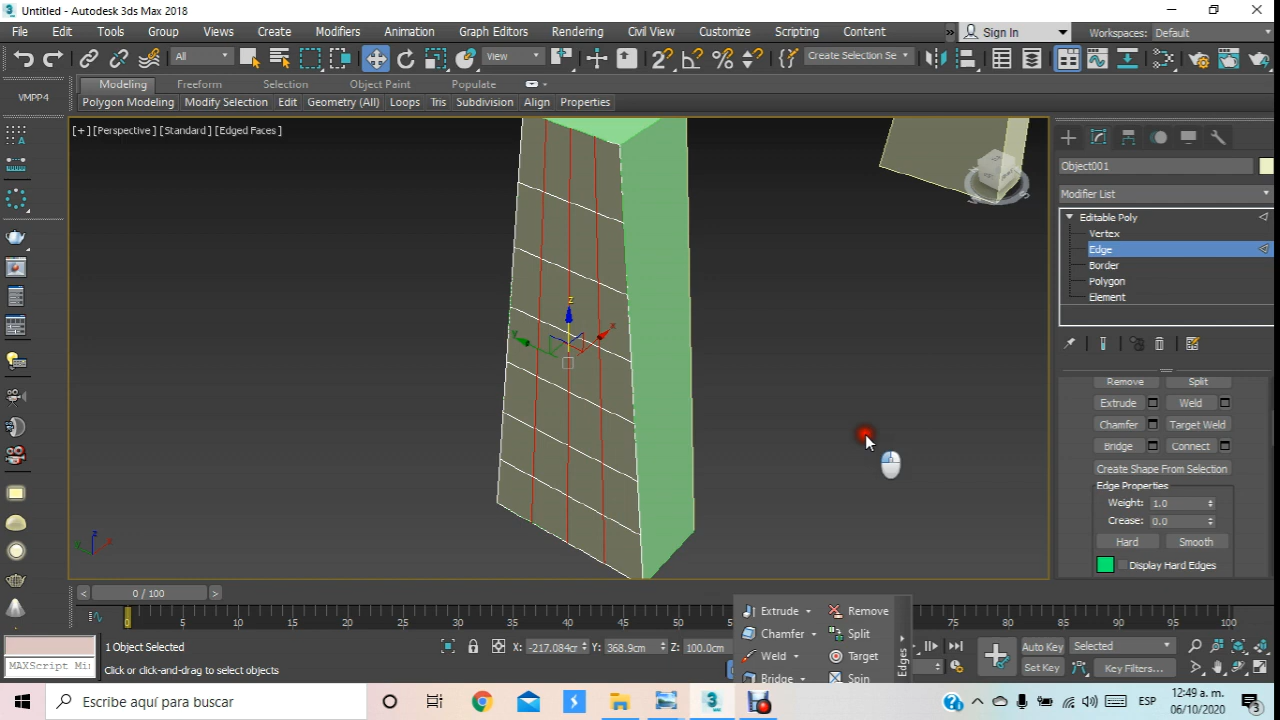 Untitled - Autodesk 3ds Max 2018
File Edit Tools Group Views Create Modifiers Animation Graph Editors Rendering Civil View Customize Scripting Content » Sign In Workspaces: Default
All View Create Selection Se
Modeling Freeform Selection Object Paint Populate
VMPP4
Polygon Modeling Modify Selection Edit Geometry (All) Loops Tris Subdivision Align Properties
[+] [Perspective] [Standard] [Edged Faces]
Object001
Modifier List
Editable Poly
Vertex
Edge
Border
Polygon
Element
Remove Split
Extrude Weld
Chamfer Target Weld
Bridge Connect
Create Shape From Selection
Edge Properties
Weight: 1.0
Crease: 0.0
Hard Smooth
Display Hard Edges
z
y x
z
y x
< 0 / 100 >
0 5 10 15 20 25 30 35 40 45 50 75 80 85 90 95 100
Extrude Remove
Chamfer Split
Weld Target
Bridge Spin
Edges
1 Object Selected
X: -217.084cr Y: 368.9cm Z: 100.0cm
Auto Key Selected
MAXScript Mi
Click or click-and-drag to select objects
Set Key Key Filters...
Escribe aquí para buscar
ESP
12:49 a. m.
06/10/2020
3